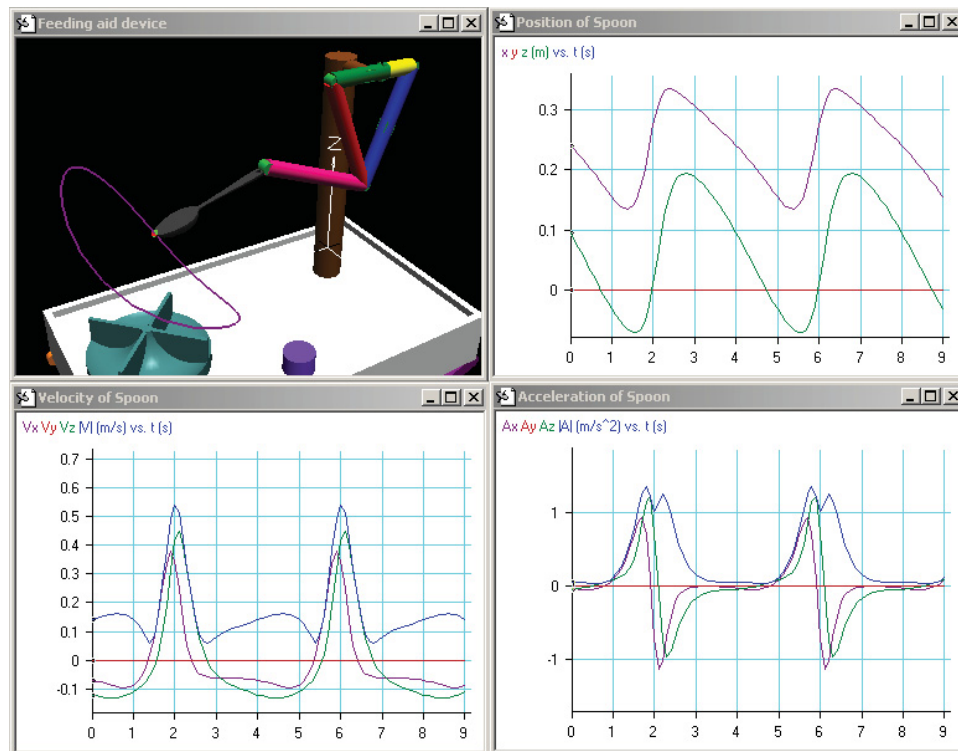 Feeding aid device
Z
Position of Spoon
x y z (m) vs. t (s)
0.3
0.2
0.1
0
0 1 2 3 4 5 6 7 8 9
Velocity of Spoon
Vx Vy Vz |V| (m/s) vs. t (s)
0.7
0.6
0.5
0.4
0.3
0.2
0.1
0
-0.1
0 1 2 3 4 5 6 7 8 9
Acceleration of Spoon
Ax Ay Az |A| (m/s^2) vs. t (s)
1
0
-1
0 1 2 3 4 5 6 7 8 9